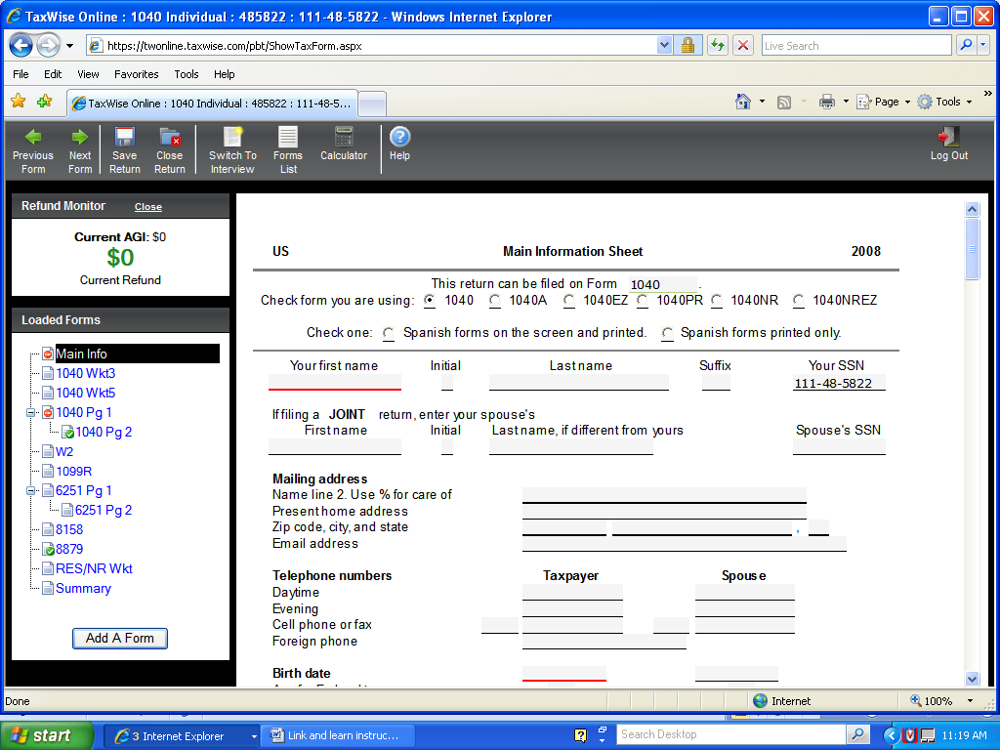 TaxWise Online : 1040 Individual : 485822 : 111-48-5822 - Windows Internet Explorer
https://twonline.taxwise.com/pbt/ShowTaxForm.aspx
Live Search
File Edit View Favorites Tools Help
TaxWise Online : 1040 Individual : 485822 : 111-48-5...
Page Tools »
Previous Form
Next Form
Save Return
Close Return
Switch To Interview
Forms List
Calculator
Help
Log Out
Refund Monitor Close
Current AGI: $0
$0
Current Refund
Loaded Forms
Main Info
1040 Wkt3
1040 Wkt5
1040 Pg 1
1040 Pg 2
W2
1099R
6251 Pg 1
6251 Pg 2
8158
8879
RES/NR Wkt
Summary
Add A Form
US Main Information Sheet 2008
This return can be filed on Form 1040 .
Check form you are using: 1040 1040A 1040EZ 1040PR 1040NR 1040NREZ
Check one: Spanish forms on the screen and printed. Spanish forms printed only.
Your first name Initial Last name Suffix Your SSN
111-48-5822
If filing a JOINT return, enter your spouse's
First name Initial Last name, if different from yours Spouse's SSN
Mailing address
Name line 2. Use % for care of
Present home address
Zip code, city, and state ,
Email address
Telephone numbers Taxpayer Spouse
Daytime
Evening
Cell phone or fax
Foreign phone
Birth date
Done Internet 100%
start 3 Internet Explorer Link and learn instruc... Search Desktop 11:19 AM